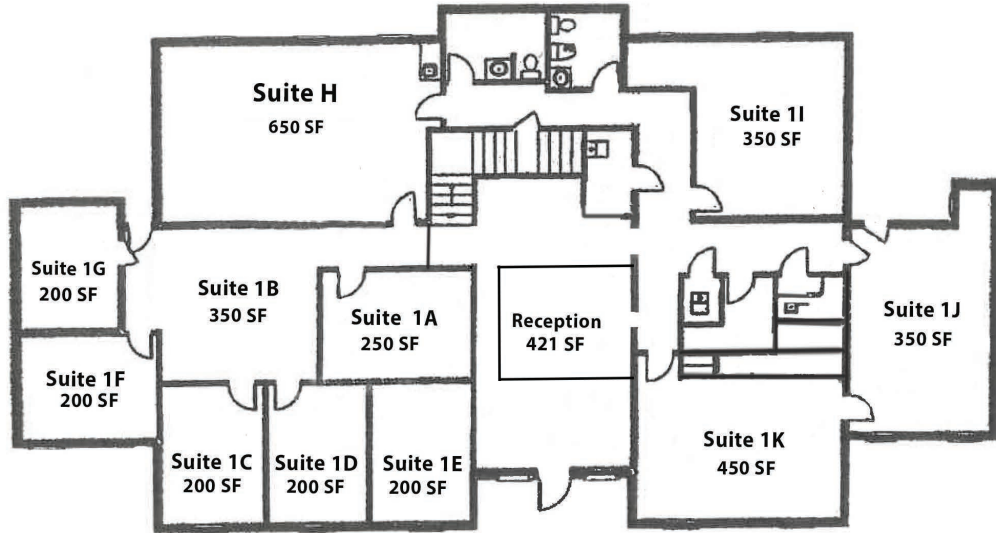 Suite H
650 SF
Suite 1I
350 SF
Suite 1G
200 SF
Suite 1B
350 SF
Suite 1A
250 SF
Reception
421 SF
Suite 1J
350 SF
Suite 1F
200 SF
Suite 1C
200 SF
Suite 1D
200 SF
Suite 1E
200 SF
Suite 1K
450 SF